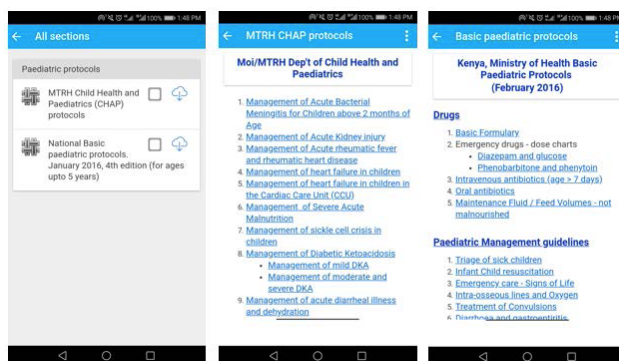 100% 1:48 PM
All sections
Paediatric protocols
MTRH Child Health and
Paediatrics (CHAP)
protocols
National Basic
paediatric protocols,
January 2016, 4th edition (for ages
upto 5 years)
100% 1:48 PM
MTRH CHAP protocols
Moi/MTRH Dep't of Child Health and
Paediatrics
1. Management of Acute Bacterial
Meningitis for Children above 2 months of
Age
2. Management of Acute Kidney injury
3. Management of Acute rheumatic fever
and rheumatic heart disease
4. Management of heart failure in children
5. Management of heart failure in children in
the Cardiac Care Unit (CCU)
6. Management of Severe Acute
Malnutrition
7. Management of sickle cell crisis in
children
8. Management of Diabetic Ketoacidosis
• Management of mild DKA
• Management of moderate and
severe DKA
9. Management of acute diarrheal illness
and dehydration
100% 1:48 PM
Basic paediatric protocols
Kenya, Ministry of Health Basic
Paediatric Protocols
(February 2016)
Drugs
1. Basic Formulary
2. Emergency drugs - dose charts
• Diazepam and glucose
• Phenobarbitone and phenytoin
3. Intravenous antibiotics (age > 7 days)
4. Oral antibiotics
5. Maintenance Fluid / Feed Volumes - not
malnourished
Paediatric Management guidelines
1. Triage of sick children
2. Infant Child resuscitation
3. Emergency care - Signs of Life
4. Intra-osseous lines and Oxygen
5. Treatment of Convulsions
6. Diarrhoea and gastroentiritis